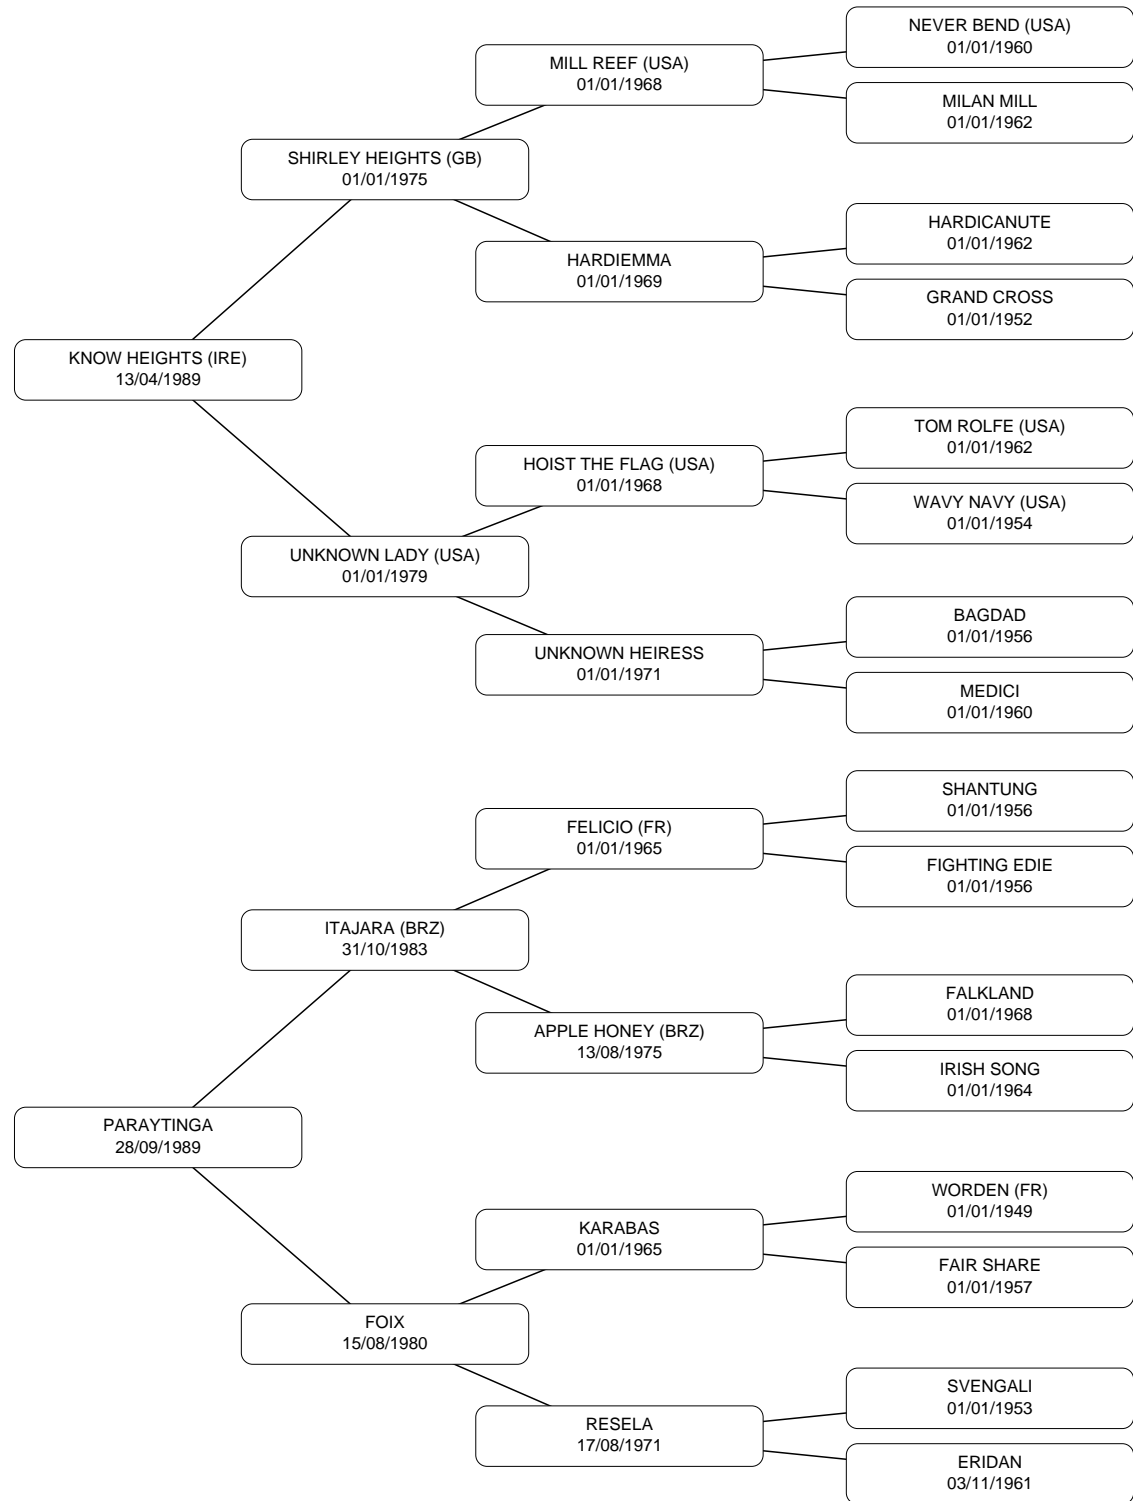 NEVER BEND (USA)
01/01/1960
MILL REEF (USA)
01/01/1968
MILAN MILL
01/01/1962
SHIRLEY HEIGHTS (GB)
01/01/1975
HARDICANUTE
01/01/1962
HARDIEMMA
01/01/1969
GRAND CROSS
01/01/1952
KNOW HEIGHTS (IRE)
13/04/1989
TOM ROLFE (USA)
01/01/1962
HOIST THE FLAG (USA)
01/01/1968
WAVY NAVY (USA)
01/01/1954
UNKNOWN LADY (USA)
01/01/1979
BAGDAD
01/01/1956
UNKNOWN HEIRESS
01/01/1971
MEDICI
01/01/1960
SHANTUNG
01/01/1956
FELICIO (FR)
01/01/1965
FIGHTING EDIE
01/01/1956
ITAJARA (BRZ)
31/10/1983
FALKLAND
01/01/1968
APPLE HONEY (BRZ)
13/08/1975
IRISH SONG
01/01/1964
PARAYTINGA
28/09/1989
WORDEN (FR)
01/01/1949
KARABAS
01/01/1965
FAIR SHARE
01/01/1957
FOIX
15/08/1980
SVENGALI
01/01/1953
RESELA
17/08/1971
ERIDAN
03/11/1961